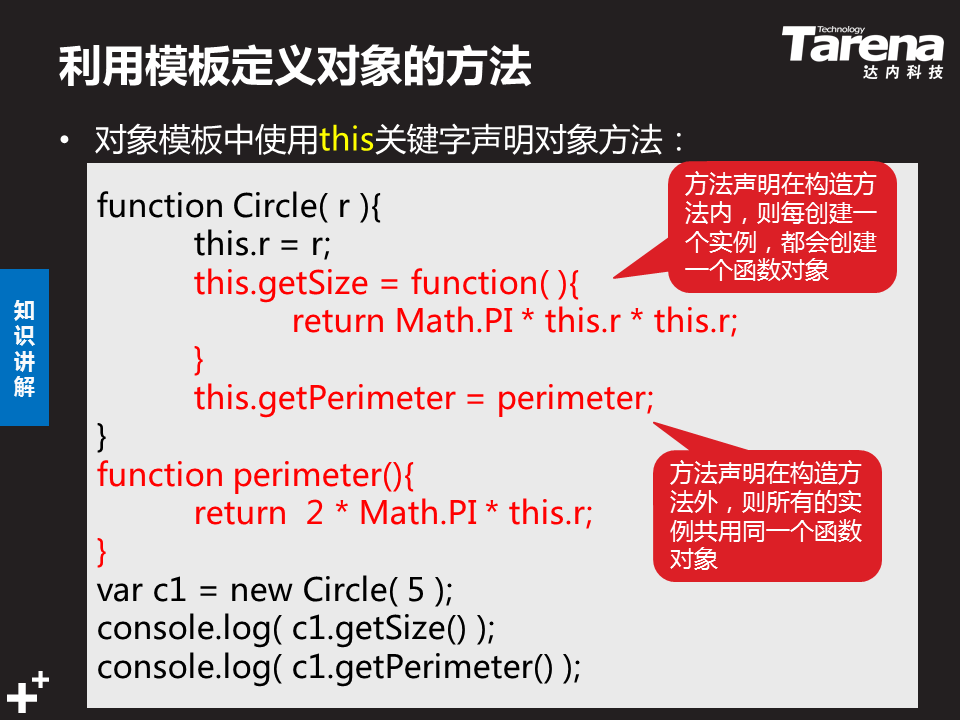 利用模板定义对象的方法
Technology
Tarena
达内科技
• 对象模板中使用this关键字声明对象方法：
function Circle( r ){
this.r = r;
this.getSize = function( ){
return Math.PI * this.r * this.r;
}
this.getPerimeter = perimeter;
}
function perimeter(){
return  2 * Math.PI * this.r;
}
var c1 = new Circle( 5 );
console.log( c1.getSize() );
console.log( c1.getPerimeter() );
方法声明在构造方
法内，则每创建一
个实例，都会创建
一个函数对象
方法声明在构造方
法外，则所有的实
例共用同一个函数
对象
知
识
讲
解